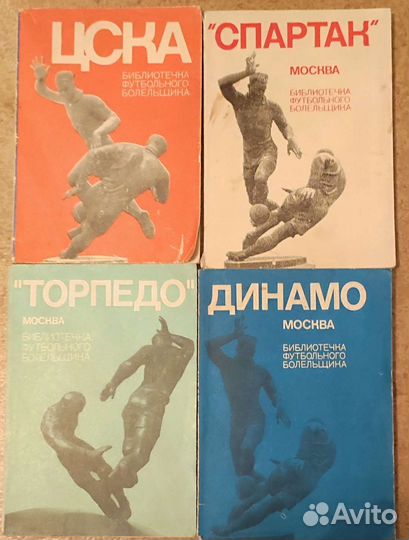 ЦСКА
БИБЛИОТЕЧКА
ФУТБОЛЬНОГО
БОЛЕЛЬЩИКА
"СПАРТАК"
МОСКВА
БИБЛИОТЕЧКА
ФУТБОЛЬНОГО
БОЛЕЛЬЩИКА
"ТОРПЕДО"
МОСКВА
БИБЛИОТЕЧКА
ФУТБОЛЬНОГО
БОЛЕЛЬЩИКА
ДИНАМО
МОСКВА
БИБЛИОТЕЧКА
ФУТБОЛЬНОГО
БОЛЕЛЬЩИКА
Avito